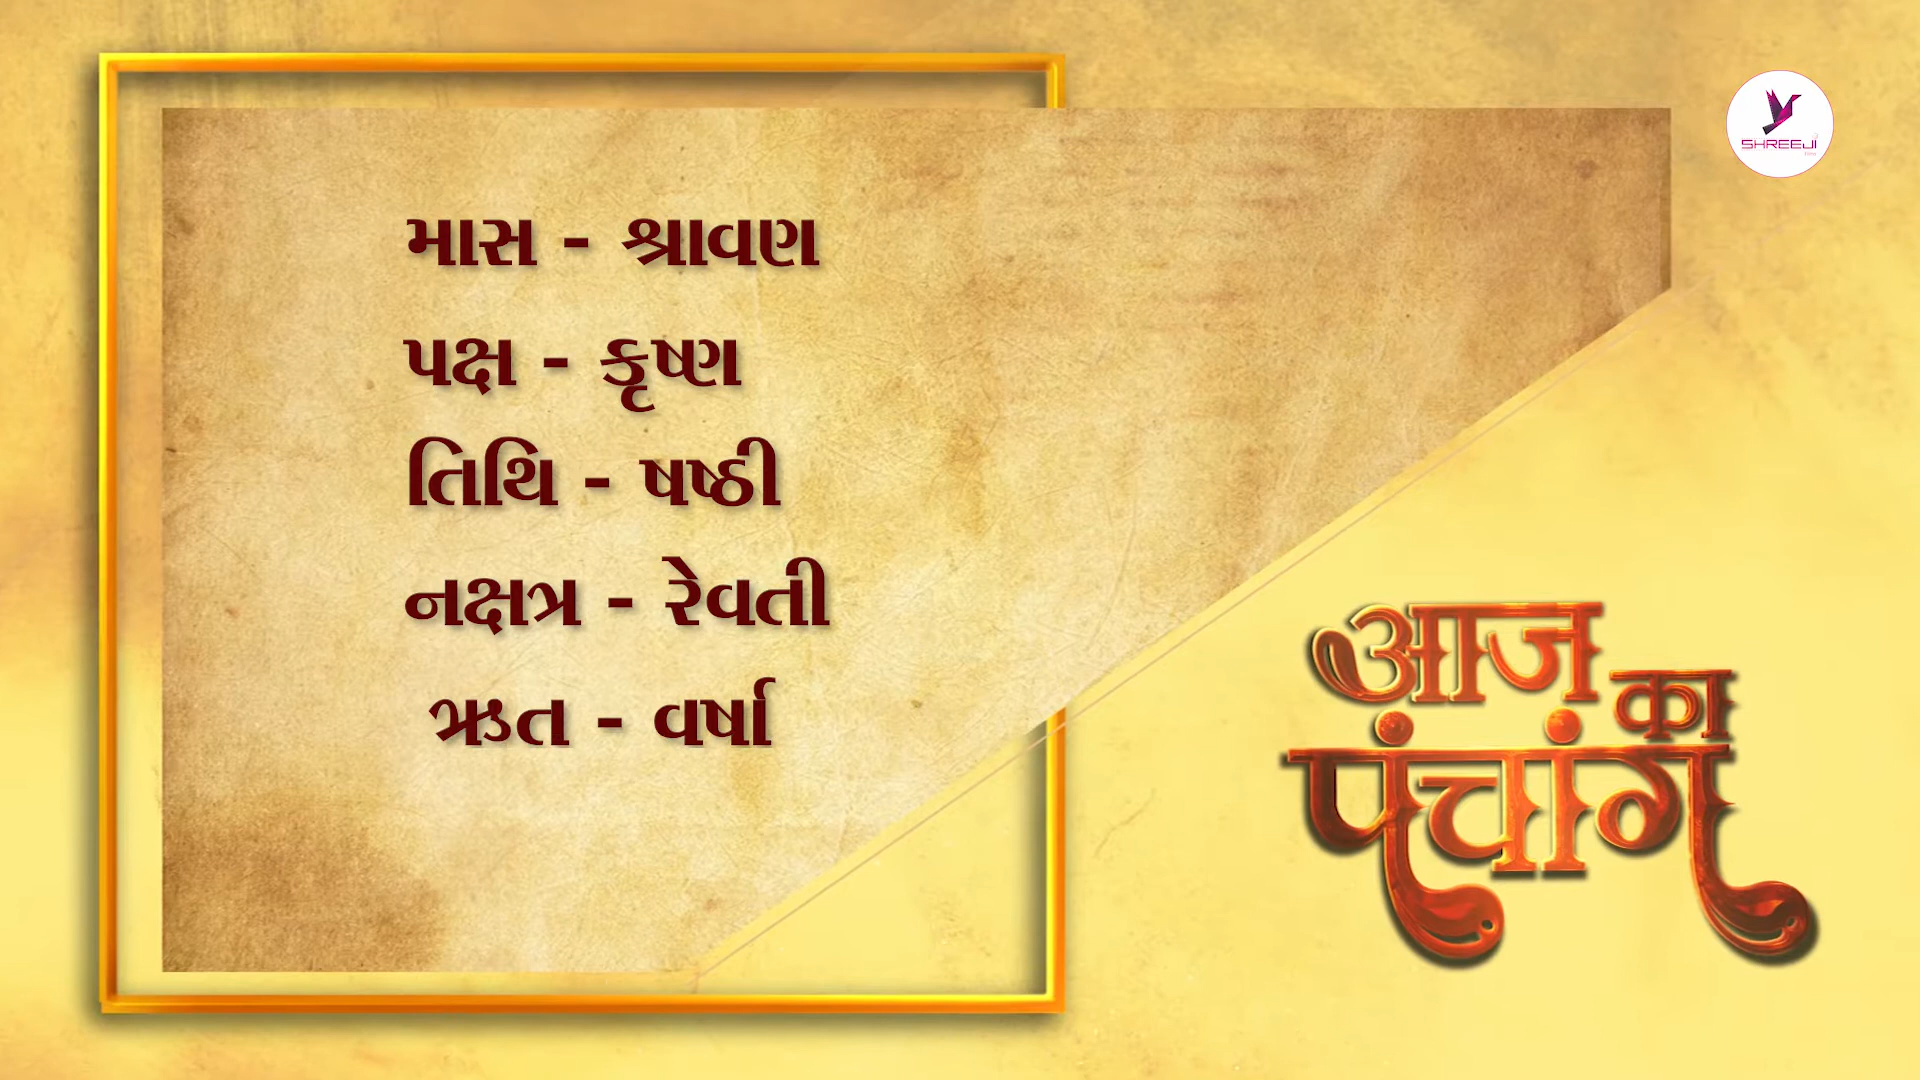 માસ - શ્રાવણ
પક્ષ - કૃષ્ણ
તિથિ - ષષ્ઠી
નક્ષત્ર - રેવતી
ઋત - વર્ષા
आज का
पंचांग
SHREEJI